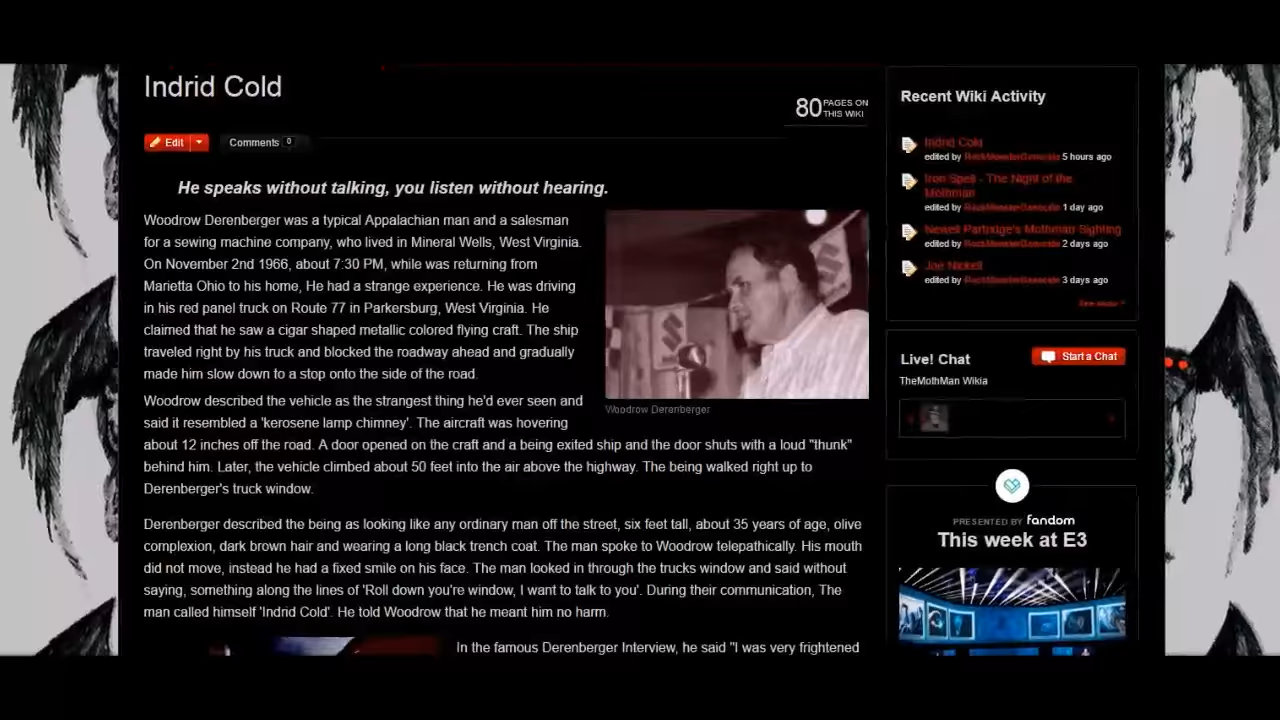 Indrid Cold
80 PAGES ON
THIS WIKI
Edit
Comments 0
He speaks without talking, you listen without hearing.
Woodrow Derenberger was a typical Appalachian man and a salesman
for a sewing machine company, who lived in Mineral Wells, West Virginia.
On November 2nd 1966, about 7:30 PM, while was returning from
Marietta Ohio to his home, He had a strange experience. He was driving
in his red panel truck on Route 77 in Parkersburg, West Virginia. He
claimed that he saw a cigar shaped metallic colored flying craft. The ship
traveled right by his truck and blocked the roadway ahead and gradually
made him slow down to a stop onto the side of the road.
Woodrow Derenberger
Woodrow described the vehicle as the strangest thing he'd ever seen and
said it resembled a 'kerosene lamp chimney'. The aircraft was hovering
about 12 inches off the road. A door opened on the craft and a being exited ship and the door shuts with a loud "thunk"
behind him. Later, the vehicle climbed about 50 feet into the air above the highway. The being walked right up to
Derenberger's truck window.
Derenberger described the being as looking like any ordinary man off the street, six feet tall, about 35 years of age, olive
complexion, dark brown hair and wearing a long black trench coat. The man spoke to Woodrow telepathically. His mouth
did not move, instead he had a fixed smile on his face. The man looked in through the trucks window and said without
saying, something along the lines of 'Roll down you're window, I want to talk to you'. During their communication, The
man called himself 'Indrid Cold'. He told Woodrow that he meant him no harm.
In the famous Derenberger Interview, he said "I was very frightened
Recent Wiki Activity
Indrid Cold
edited by RockMonsterGenocide 5 hours ago
Iron Spell - The Night of the
Mothman
edited by RockMonsterGenocide 1 day ago
Newell Partridge's Mothman Sighting
edited by RockMonsterGenocide 2 days ago
Joe Nickell
edited by RockMonsterGenocide 3 days ago
See more >
Live! Chat
Start a Chat
TheMothMan Wikia
PRESENTED BY fandom
This week at E3